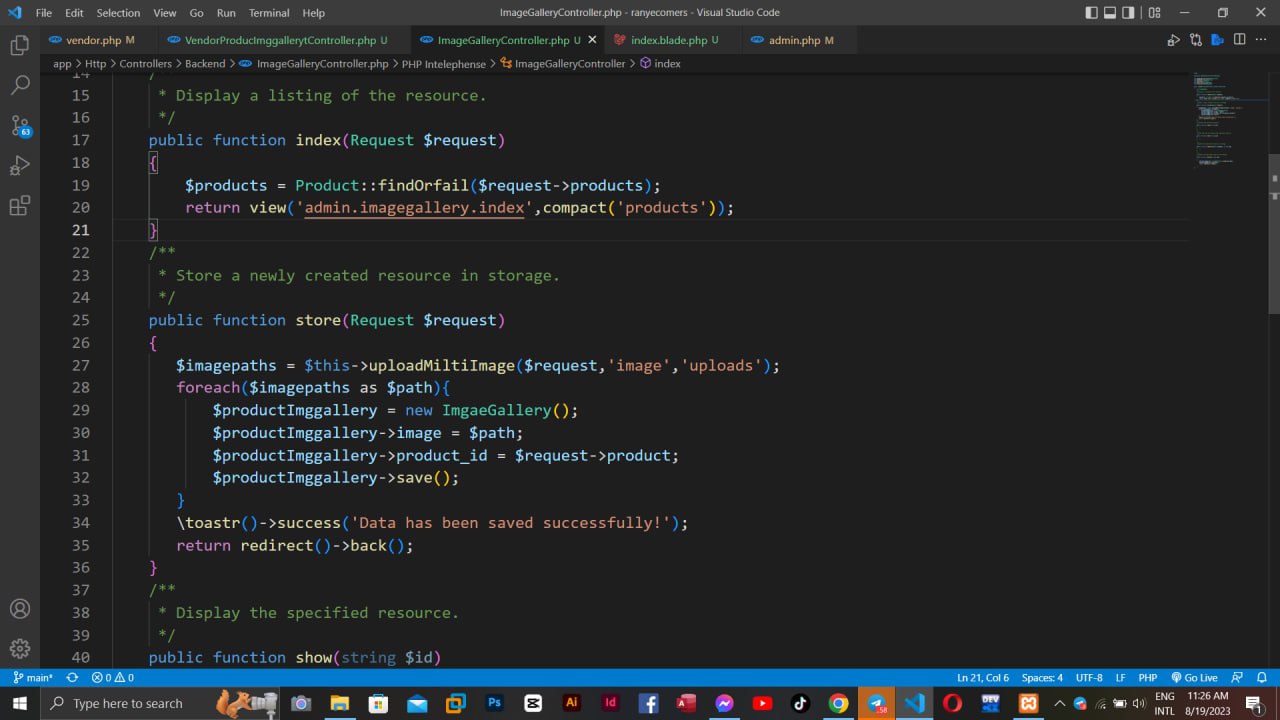 File Edit Selection View Go Run Terminal Help ImageGalleryController.php - ranyecomers - Visual Studio Code
vendor.php M VendorProducImggallerytController.php U ImageGalleryController.php U index.blade.php U admin.php M
app > Http > Controllers > Backend > ImageGalleryController.php > PHP Intelephense > ImageGalleryController > index
14 /**
15 * Display a listing of the resource.
16 */
17 public function index(Request $request)
18 {
19 $products = Product::findOrfail($request->products);
20 return view('admin.imagegallery.index',compact('products'));
21 }
22 /**
23 * Store a newly created resource in storage.
24 */
25 public function store(Request $request)
26 {
27 $imagepaths = $this->uploadMiltiImage($request,'image','uploads');
28 foreach($imagepaths as $path){
29 $productImggallery = new ImgaeGallery();
30 $productImggallery->image = $path;
31 $productImggallery->product_id = $request->product;
32 $productImggallery->save();
33 }
34 \toastr()->success('Data has been saved successfully!');
35 return redirect()->back();
36 }
37 /**
38 * Display the specified resource.
39 */
40 public function show(string $id)
63
main* 0 0 Ln 21, Col 6 Spaces: 4 UTF-8 LF PHP Go Live
Type here to search Ps Ai Id DEV 58 ENG 11:26 AM
INTL 8/19/2023 1